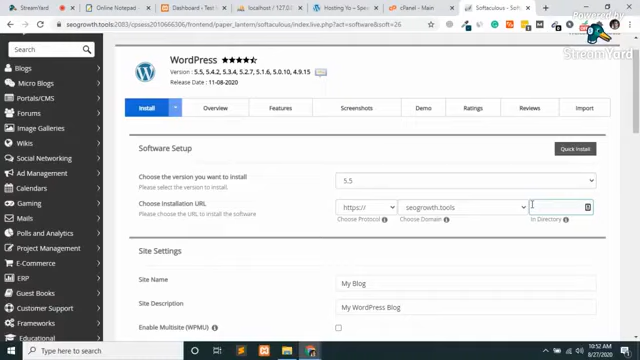 StreamYard
Online Notepad
Dashboard - Test D
localhost / 127.0.0
Hosting Yo - Goog
cPanel - Main
Softaculous - Index
Powered by
seogrowth.tools:2083/cpsess2070310049/frontend/paper_lantern/softaculous/index.live.php?act=software&soft=26
StreamYard
Search
Blogs
Micro Blogs
Portals/CMS
Forums
Wikis
Image Galleries
Social Networking
Ad Management
Calendars
Gaming
Mails
Polls and Analytics
Project Management
E-Commerce
ERP
Guest Books
Customer Support
Frameworks
Educational
WordPress
Version : 5.5, 5.4.2, 5.3.4, 5.2.7, 5.1.6, 5.0.10, 4.9.15
Release Date : 11-08-2020
Install
Overview
Features
Screenshots
Demo
Ratings
Reviews
Import
Software Setup
Quick Install
Choose the version you want to install
Please select the version to install.
5.5
Choose Installation URL
Please choose the URL to install the software
https://
seogrowth.tools
Choose Protocol
Choose Domain
In Directory
Site Settings
Site Name
My Blog
Site Description
My WordPress Blog
Enable Multisite (WPMU)
Type here to search
10:52 AM
8/27/2020